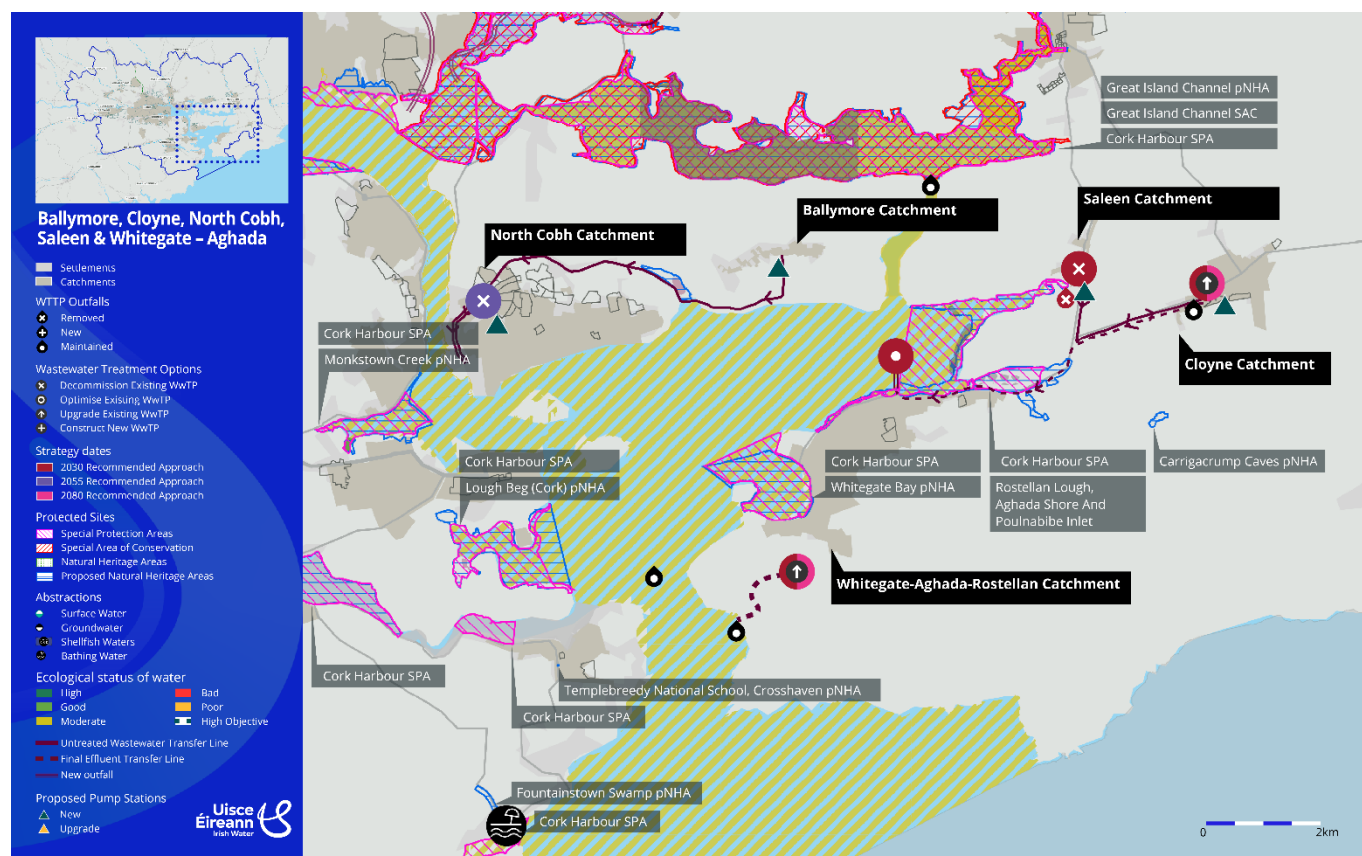 Ballymore, Cloyne, North Cobh,
Saleen & Whitegate – Aghada
Settlements
Catchments
WTTP Outfalls
Removed
New
Maintained
Wastewater Treatment Options
Decommission Existing WwTP
Optimise Existing WwTP
Upgrade Existing WwTP
Construct New WwTP
Strategy dates
2030 Recommended Approach
2055 Recommended Approach
2080 Recommended Approach
Protected Sites
Special Protection Areas
Special Area of Conservation
Natural Heritage Areas
Proposed Natural Heritage Areas
Abstractions
Surface Water
Groundwater
Shellfish Waters
Bathing Water
Ecological status of water
High
Bad
Good
Poor
Moderate
High Objective
Untreated Wastewater Transfer Line
Final Effluent Transfer Line
New outfall
Proposed Pump Stations
New
Upgrade
Uisce
Éireann
Irish Water
Great Island Channel pNHA
Great Island Channel SAC
Cork Harbour SPA
Saleen Catchment
Ballymore Catchment
North Cobh Catchment
Cork Harbour SPA
Monkstown Creek pNHA
Cloyne Catchment
Cork Harbour SPA
Lough Beg (Cork) pNHA
Cork Harbour SPA
Whitegate Bay pNHA
Cork Harbour SPA
Rostellan Lough,
Aghada Shore And
Poulnabibe Inlet
Carrigacrump Caves pNHA
Whitegate-Aghada-Rostellan Catchment
Cork Harbour SPA
Templebreedy National School, Crosshaven pNHA
Cork Harbour SPA
Fountainstown Swamp pNHA
Cork Harbour SPA
0
2km